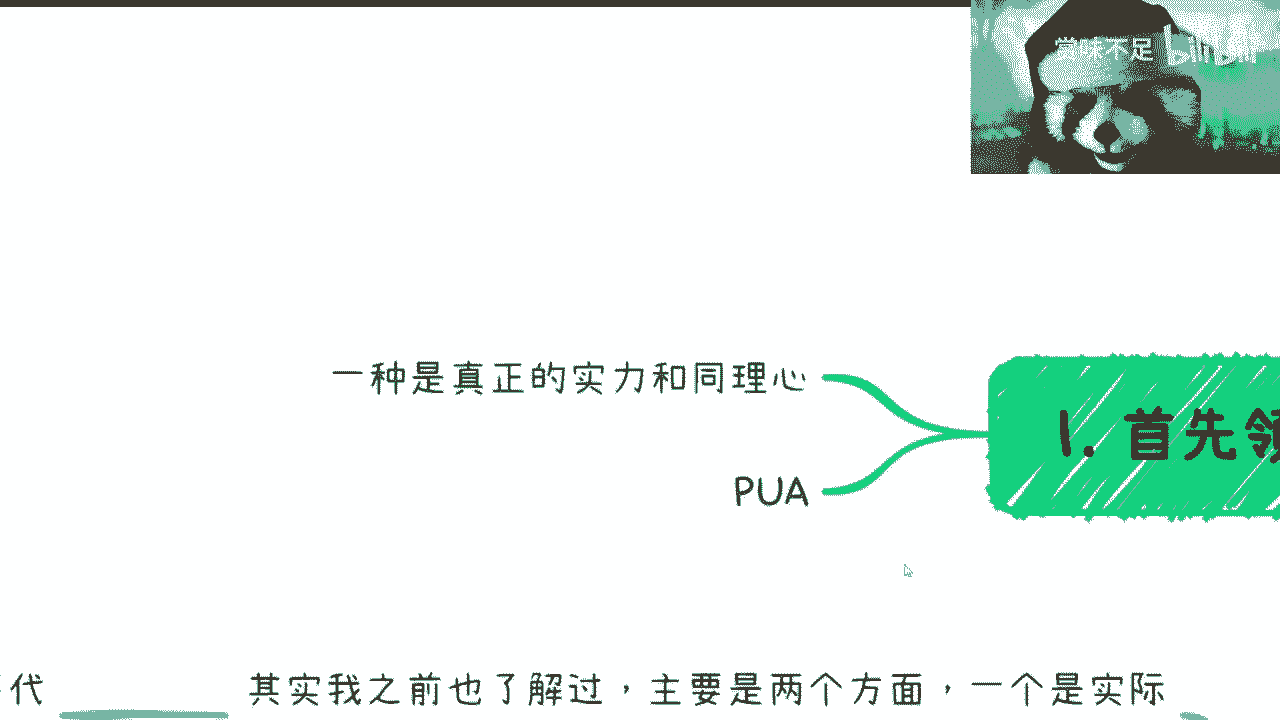 赏味不足 bilibili
一种是真正的实力和同理心
1. 首先领
PUA
代
其实我之前也了解过，主要是两个方面，一个是实际